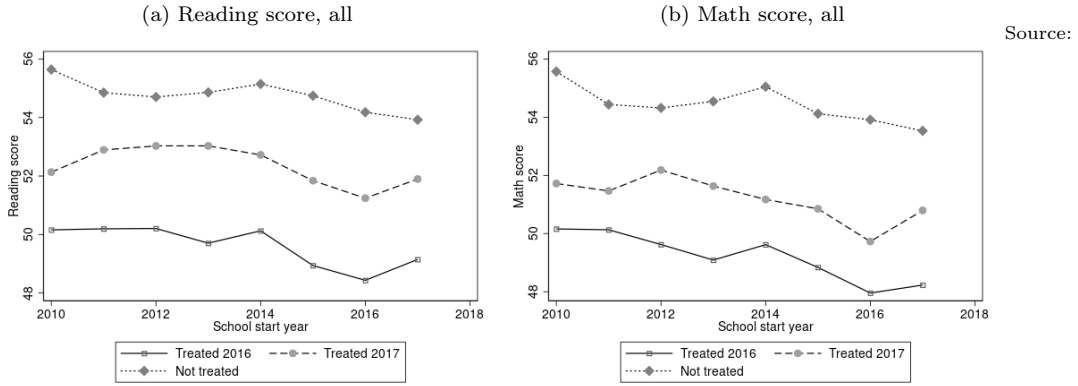 (a) Reading score, all
(b) Math score, all
Source:
Reading score
56
54
52
50
48
2010 2012 2014 2016 2018
School start year
Treated 2016 Treated 2017
Not treated
Math score
56
54
52
50
48
2010 2012 2014 2016 2018
School start year
Treated 2016 Treated 2017
Not treated